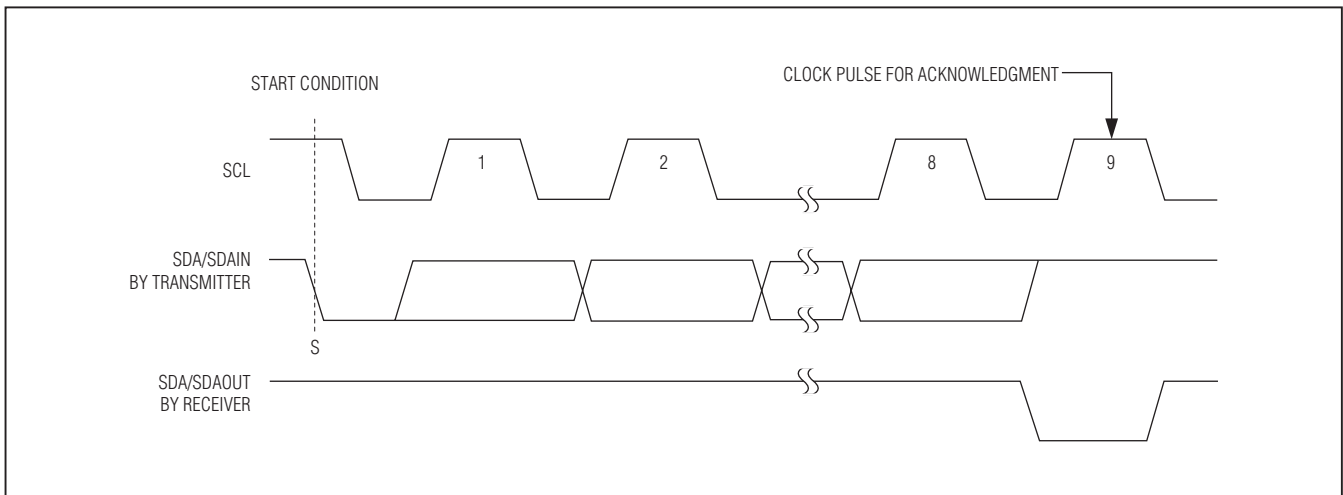 START CONDITION
CLOCK PULSE FOR ACKNOWLEDGMENT
SCL
1
2
8
9
SDA/SDAIN
BY TRANSMITTER
S
SDA/SDAOUT
BY RECEIVER